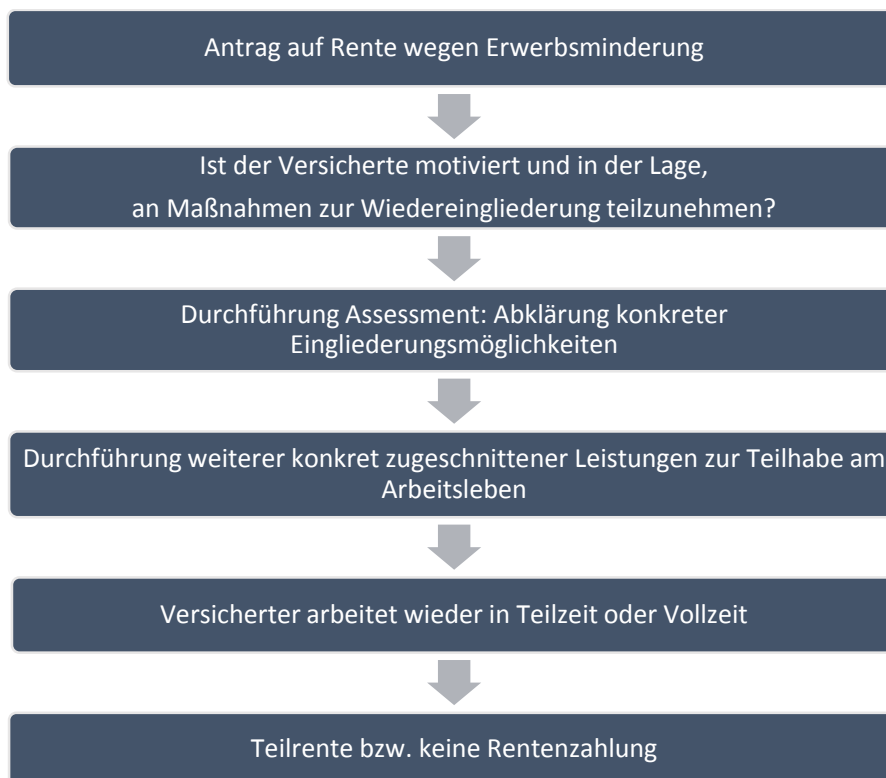 Antrag auf Rente wegen Erwerbsminderung
Ist der Versicherte motiviert und in der Lage,
an Maßnahmen zur Wiedereingliederung teilzunehmen?
Durchführung Assessment: Abklärung konkreter
Eingliederungsmöglichkeiten
Durchführung weiterer konkret zugeschnittener Leistungen zur Teilhabe am
Arbeitsleben
Versicherter arbeitet wieder in Teilzeit oder Vollzeit
Teilrente bzw. keine Rentenzahlung